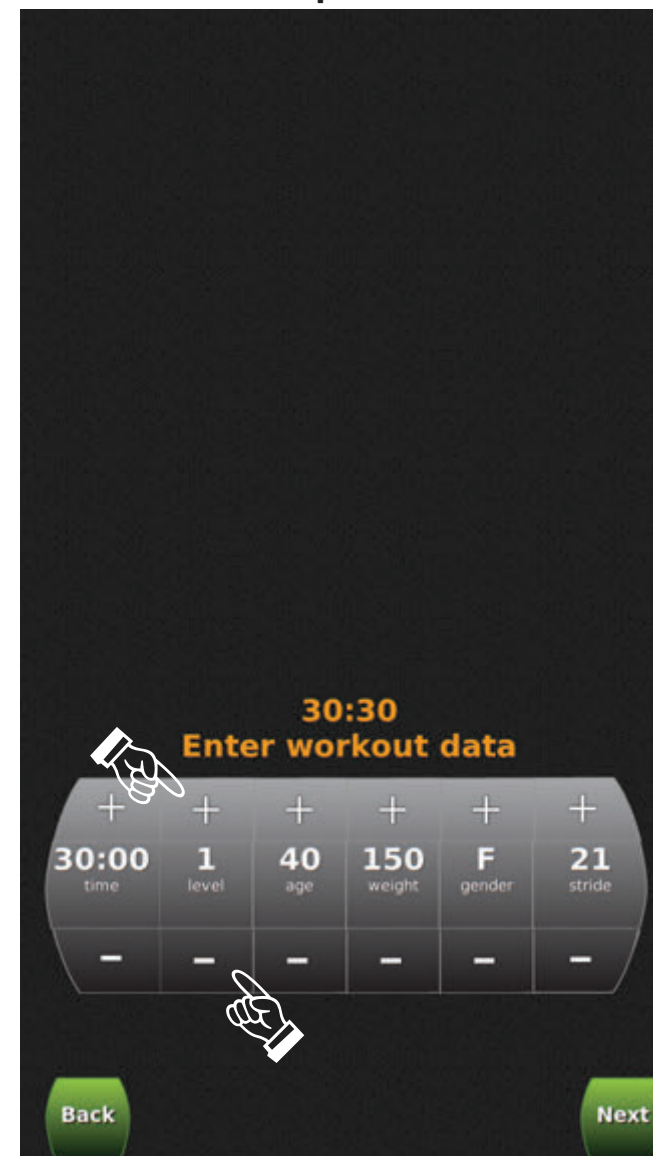 30:30
Enter workout data
+ + + + + +
30:00 1 40 150 F 21
time level age weight gender stride
– – – – – –
Back Next